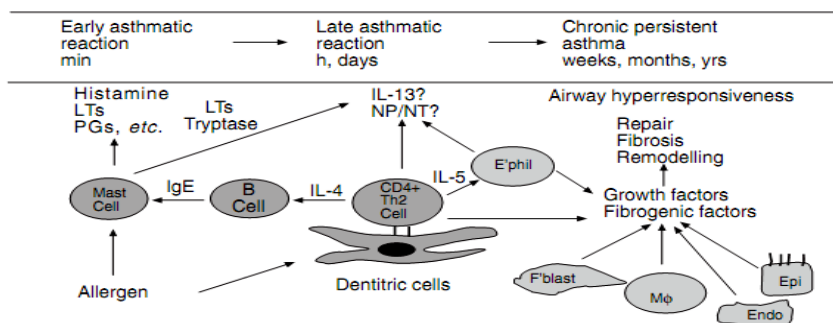 Early asthmatic
reaction
min
Late asthmatic
reaction
h, days
Chronic persistent
asthma
weeks, months, yrs
Histamine
LTs
PGs, etc.
LTs
Tryptase
IL-13?
NP/NT?
Airway hyperresponsiveness
Repair
Fibrosis
Remodelling
Mast
Cell
IgE
B
Cell
IL-4
CD4+
Th2
Cell
IL-5
E'phil
Growth factors
Fibrogenic factors
Allergen
Dentitric cells
F'blast
Mϕ
Endo
Epi